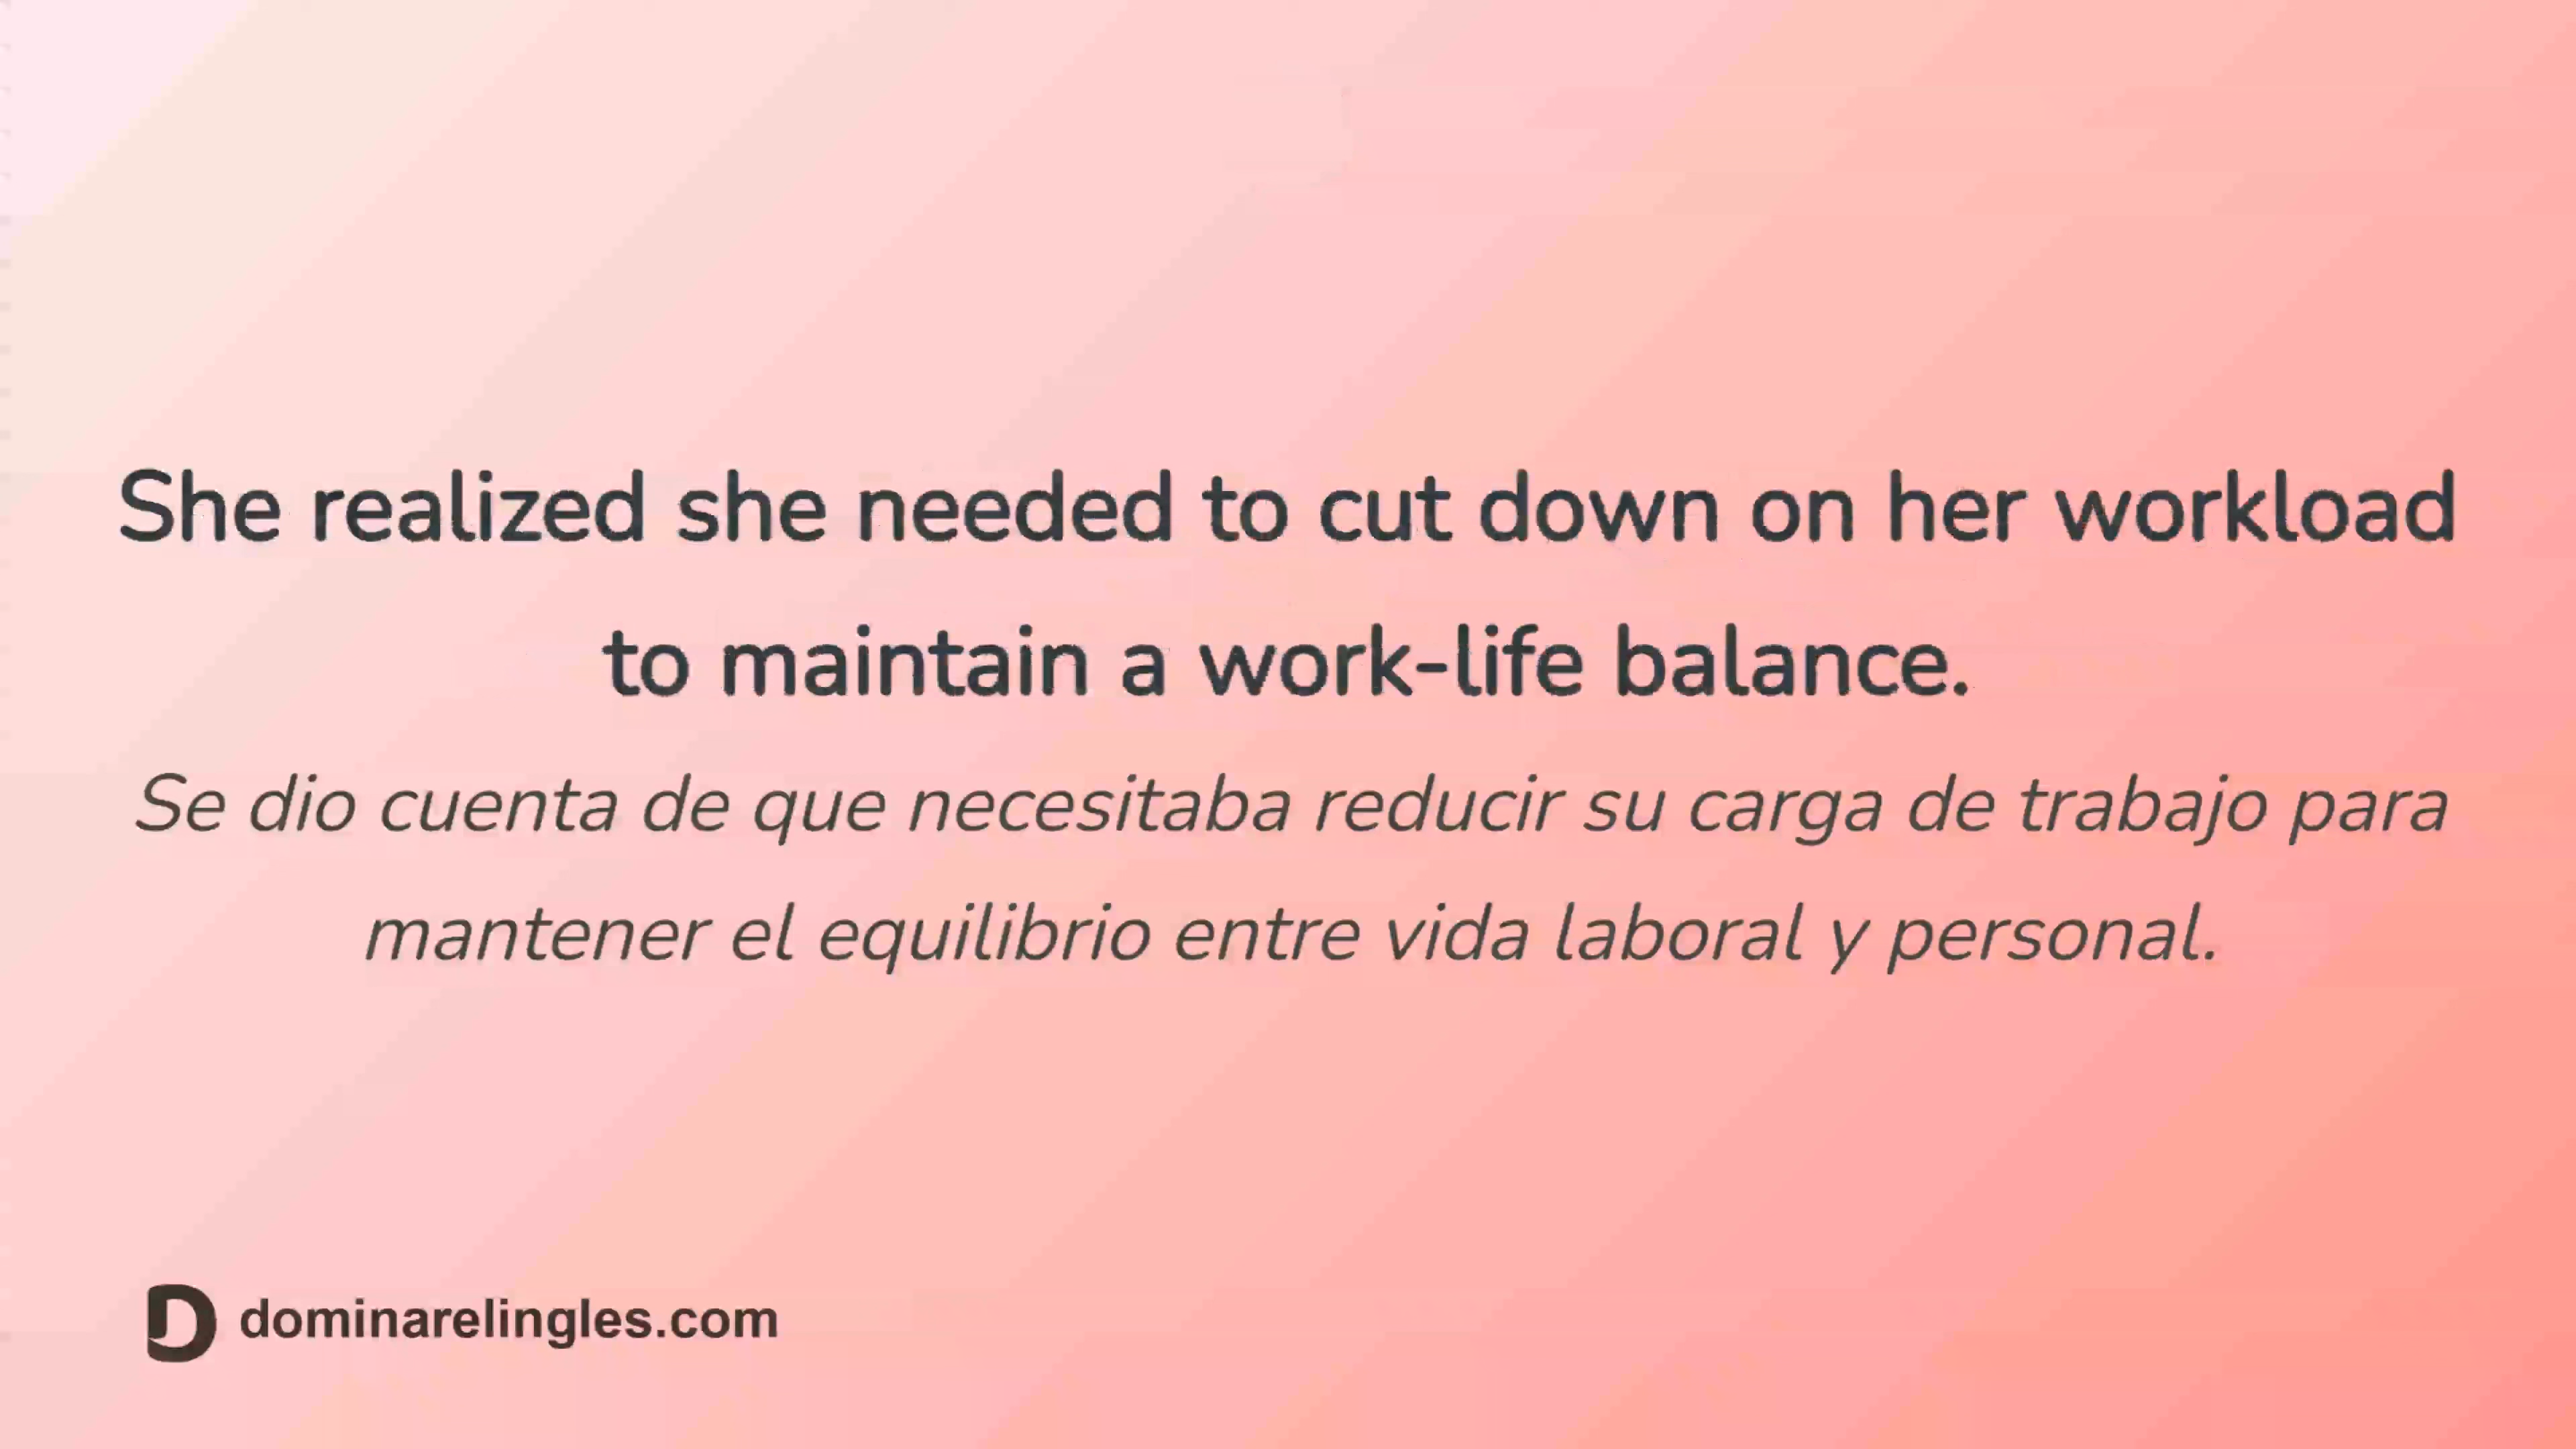 She realized she needed to cut down on her workload
to maintain a work-life balance.
Se dio cuenta de que necesitaba reducir su carga de trabajo para
mantener el equilibrio entre vida laboral y personal.
D dominarelingles.com